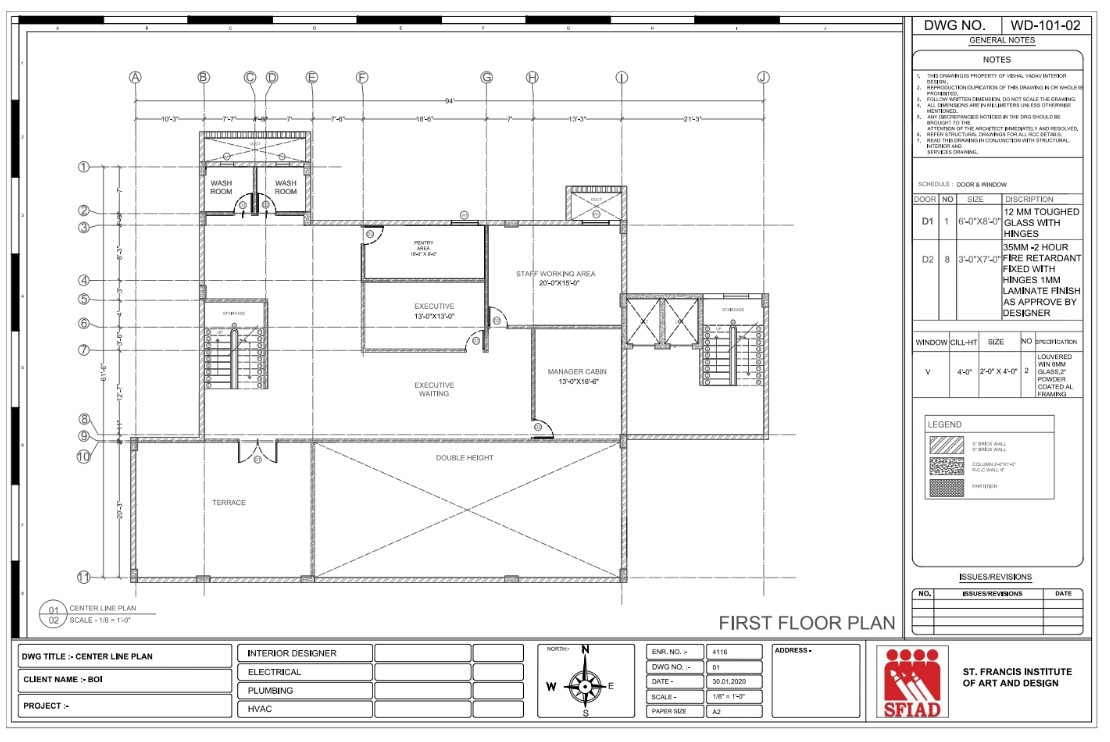 DWG NO. WD-101-02
GENERAL NOTES
NOTES
1. THIS DRAWING IS PROPERTY OF VISHAL YADAV INTERIOR
DESIGN.
2. REPRODUCTION DUPICATION OF THIS DRAWING IN OR WHOLE IS
PROHIBITED.
3. FOLLOW WRITTEN DIMENSION, DO NOT SCALE THE DRAWING.
4. ALL DIMENSIONS ARE IN MILLIMETERS UNLESS OTHERWISE
MENTIONED.
5. ANY DISCREPANCIES NOTICED IN THE DRG SHOULD BE
BROUGHT TO THE
ATTENTION OF THE ARCHITECT IMMEDIATELY AND RESOLVED.
6. REFER STRUCTURAL DRAWINGS FOR ALL RCC DETAILS.
7. READ THIS DRAWING IN CONJUNCTION WITH STRUCTURAL,
INTERIOR AND
SERVICES DRAWING.
SCHEDULE : DOOR & WINDOW
DOOR NO SIZE DISCRIPTION
D1 1 6'-0"X8'-0" 12 MM TOUGHED
GLASS WITH
HINGES
D2 8 3'-0"X7'-0" 35MM -2 HOUR
FIRE RETARDANT
FIXED WITH
HINGES 1MM
LAMINATE FINISH
AS APPROVE BY
DESIGNER
WINDOW CILL-HT SIZE NO SPECIFICATION
V 4'-0" 2'-0" X 4'-0" 2 LOUVERED
WIN 6MM
GLASS,2"
POWDER
COATED AL
FRAMING
LEGEND
9" BRICK WALL
6" BRICK WALL
COLUMN 2'-0"X1'-0"
R.C.C WALL 9"
PARTITION
ISSUES/REVISIONS
NO. ISSUES/REVISIONS DATE
A B C D E F G H I J
94'
10'-3" 7'-7" 4'-8" 7' 7'-6" 18'-6" 7' 13'-3" 21'-3"
1
2
3
4
5
6
7
8
9
10
11
61'-6"
7'
8'-3"
3'
4'
3'-6"
12'-7"
11"
20'-3"
DUCT
WASH
ROOM
WASH
ROOM
DUCT
PENTRY
AREA
STAFF WORKING AREA
20'-0"X15'-0"
EXECUTIVE
13'-0"X13'-0"
STAIRCASE
UP
STAIRCASE
UP
MANAGER CABIN
13'-0"X16'-6"
EXECUTIVE
WAITING
DOUBLE HEIGHT
TERRACE
01
02
CENTER LINE PLAN
SCALE - 1/8 = 1'-0"
FIRST FLOOR PLAN
DWG TITLE :- CENTER LINE PLAN
CLIENT NAME :- BOI
PROJECT :-
INTERIOR DESIGNER
ELECTRICAL
PLUMBING
HVAC
NORTH:-
N
W
E
S
ENR. NO. :- 4116
DWG NO. :- 01
DATE - 30.01.2020
SCALE - 1/8" = 1'-0"
PAPER SIZE A2
ADDRESS -
SFIAD
ST. FRANCIS INSTITUTE
OF ART AND DESIGN